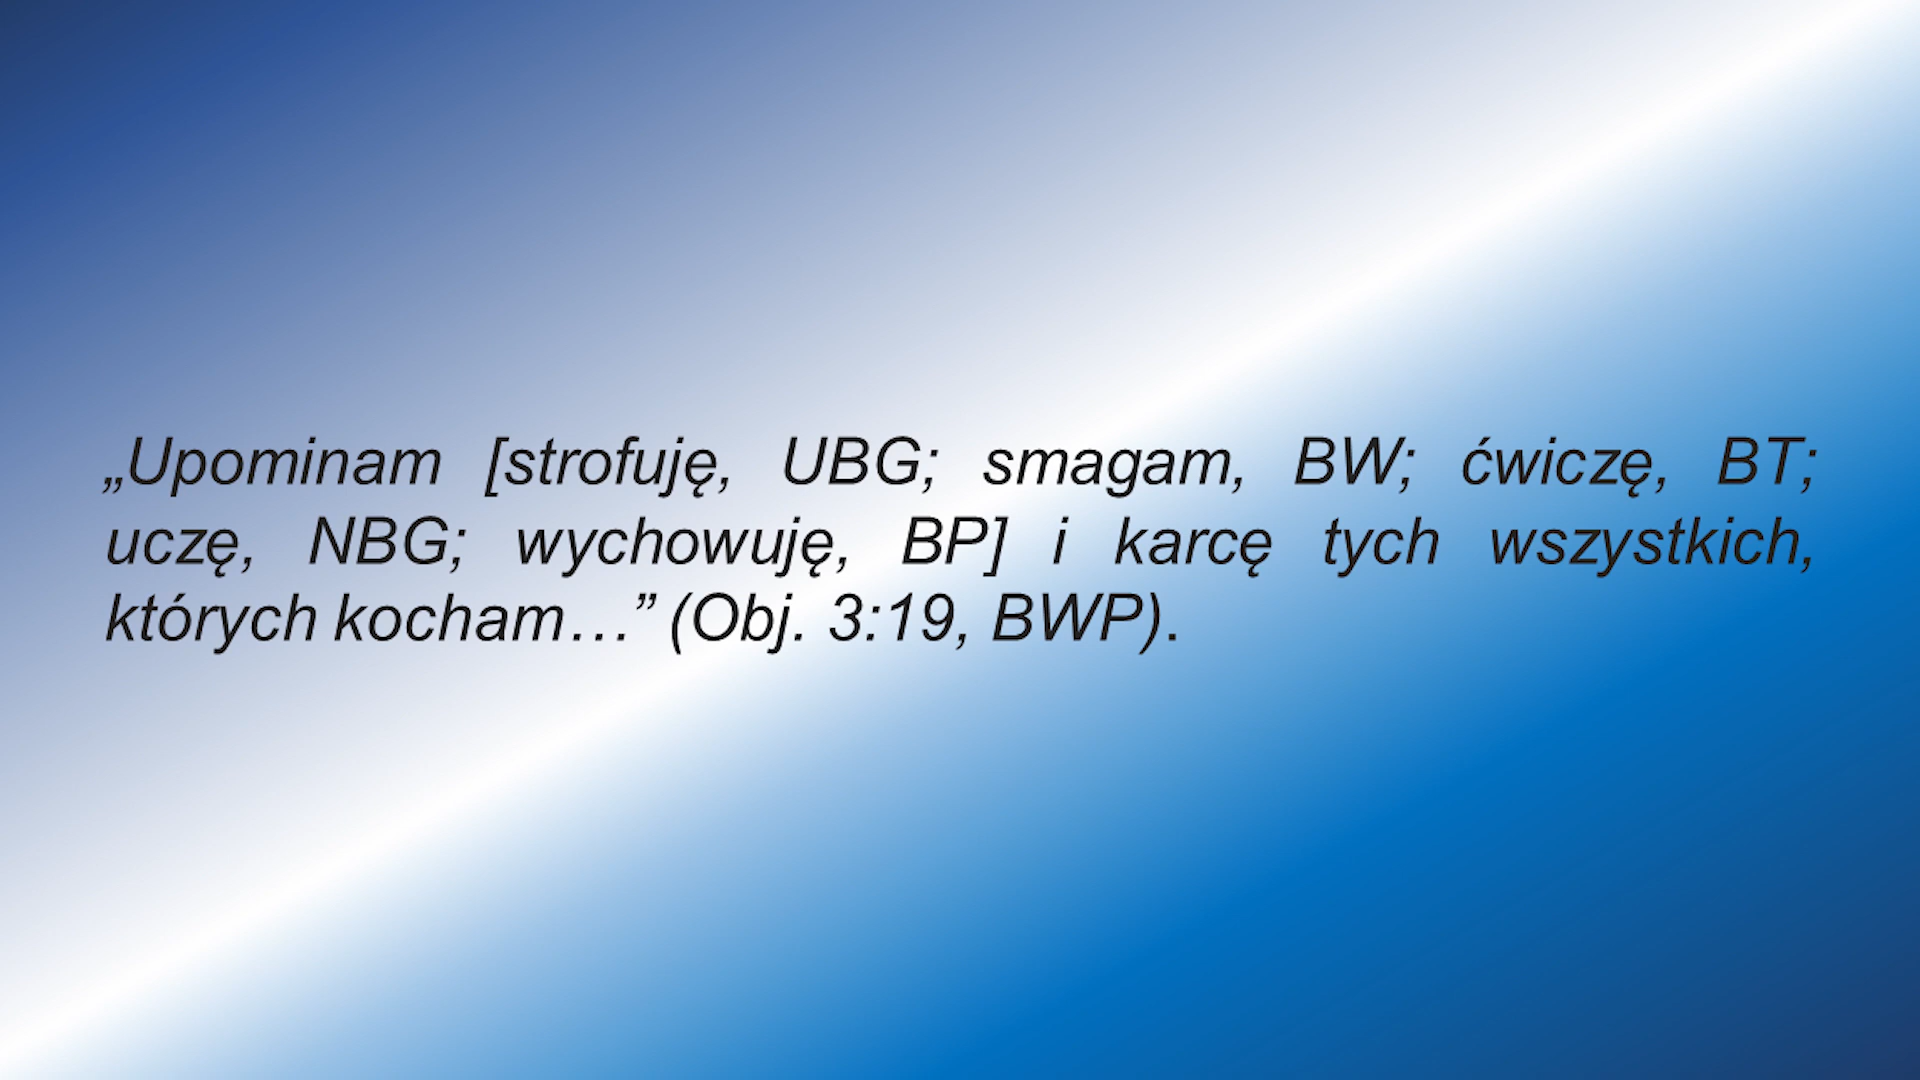 „Upominam [strofuję, UBG; smagam, BW; ćwiczę, BT;
uczę, NBG; wychowuję, BP] i karcę tych wszystkich,
których kocham…” (Obj. 3:19, BWP).